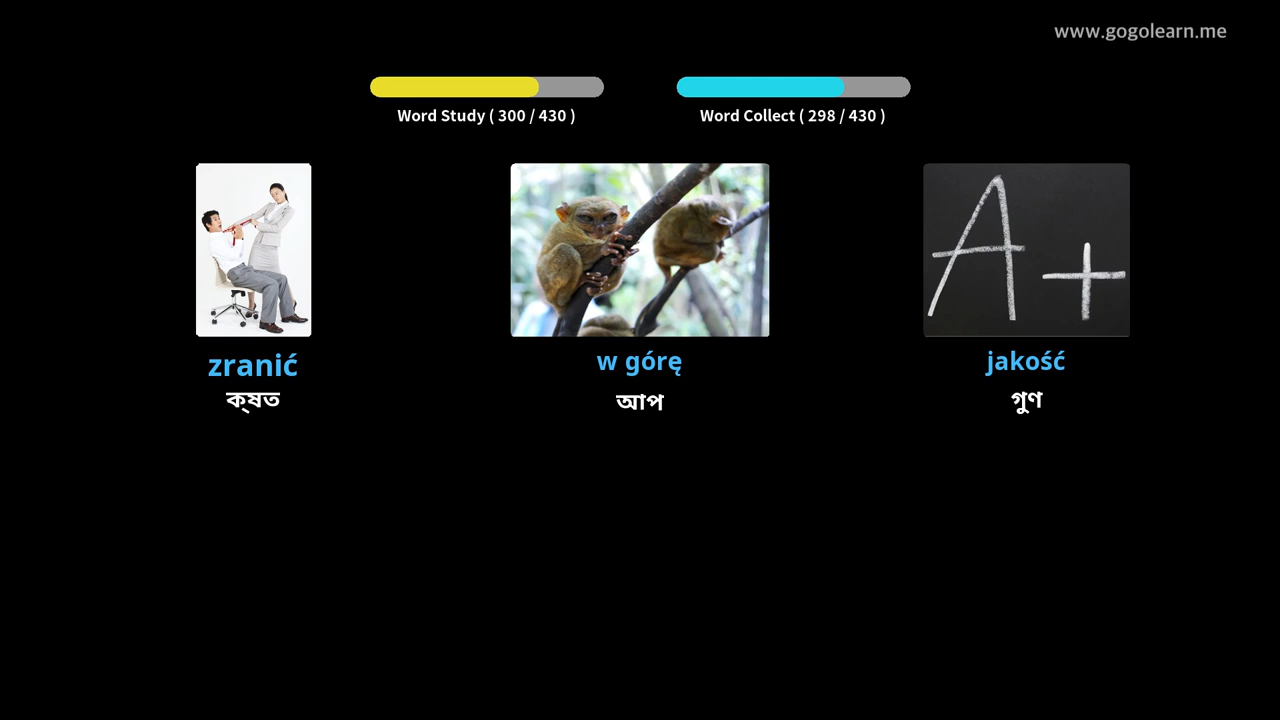 www.gogolearn.me
Word Study ( 300 / 430 )
Word Collect ( 298 / 430 )
A+
zranić
w górę
jakość
ক্ষত
আপ
গুণ